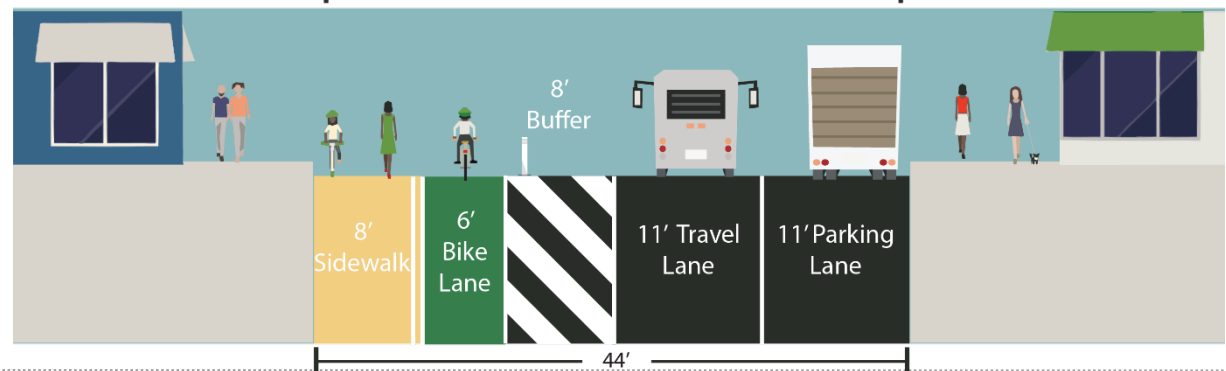 8’
Buffer
8’
Sidewalk
6’
Bike
Lane
11’ Travel
Lane
11’ Parking
Lane
44’